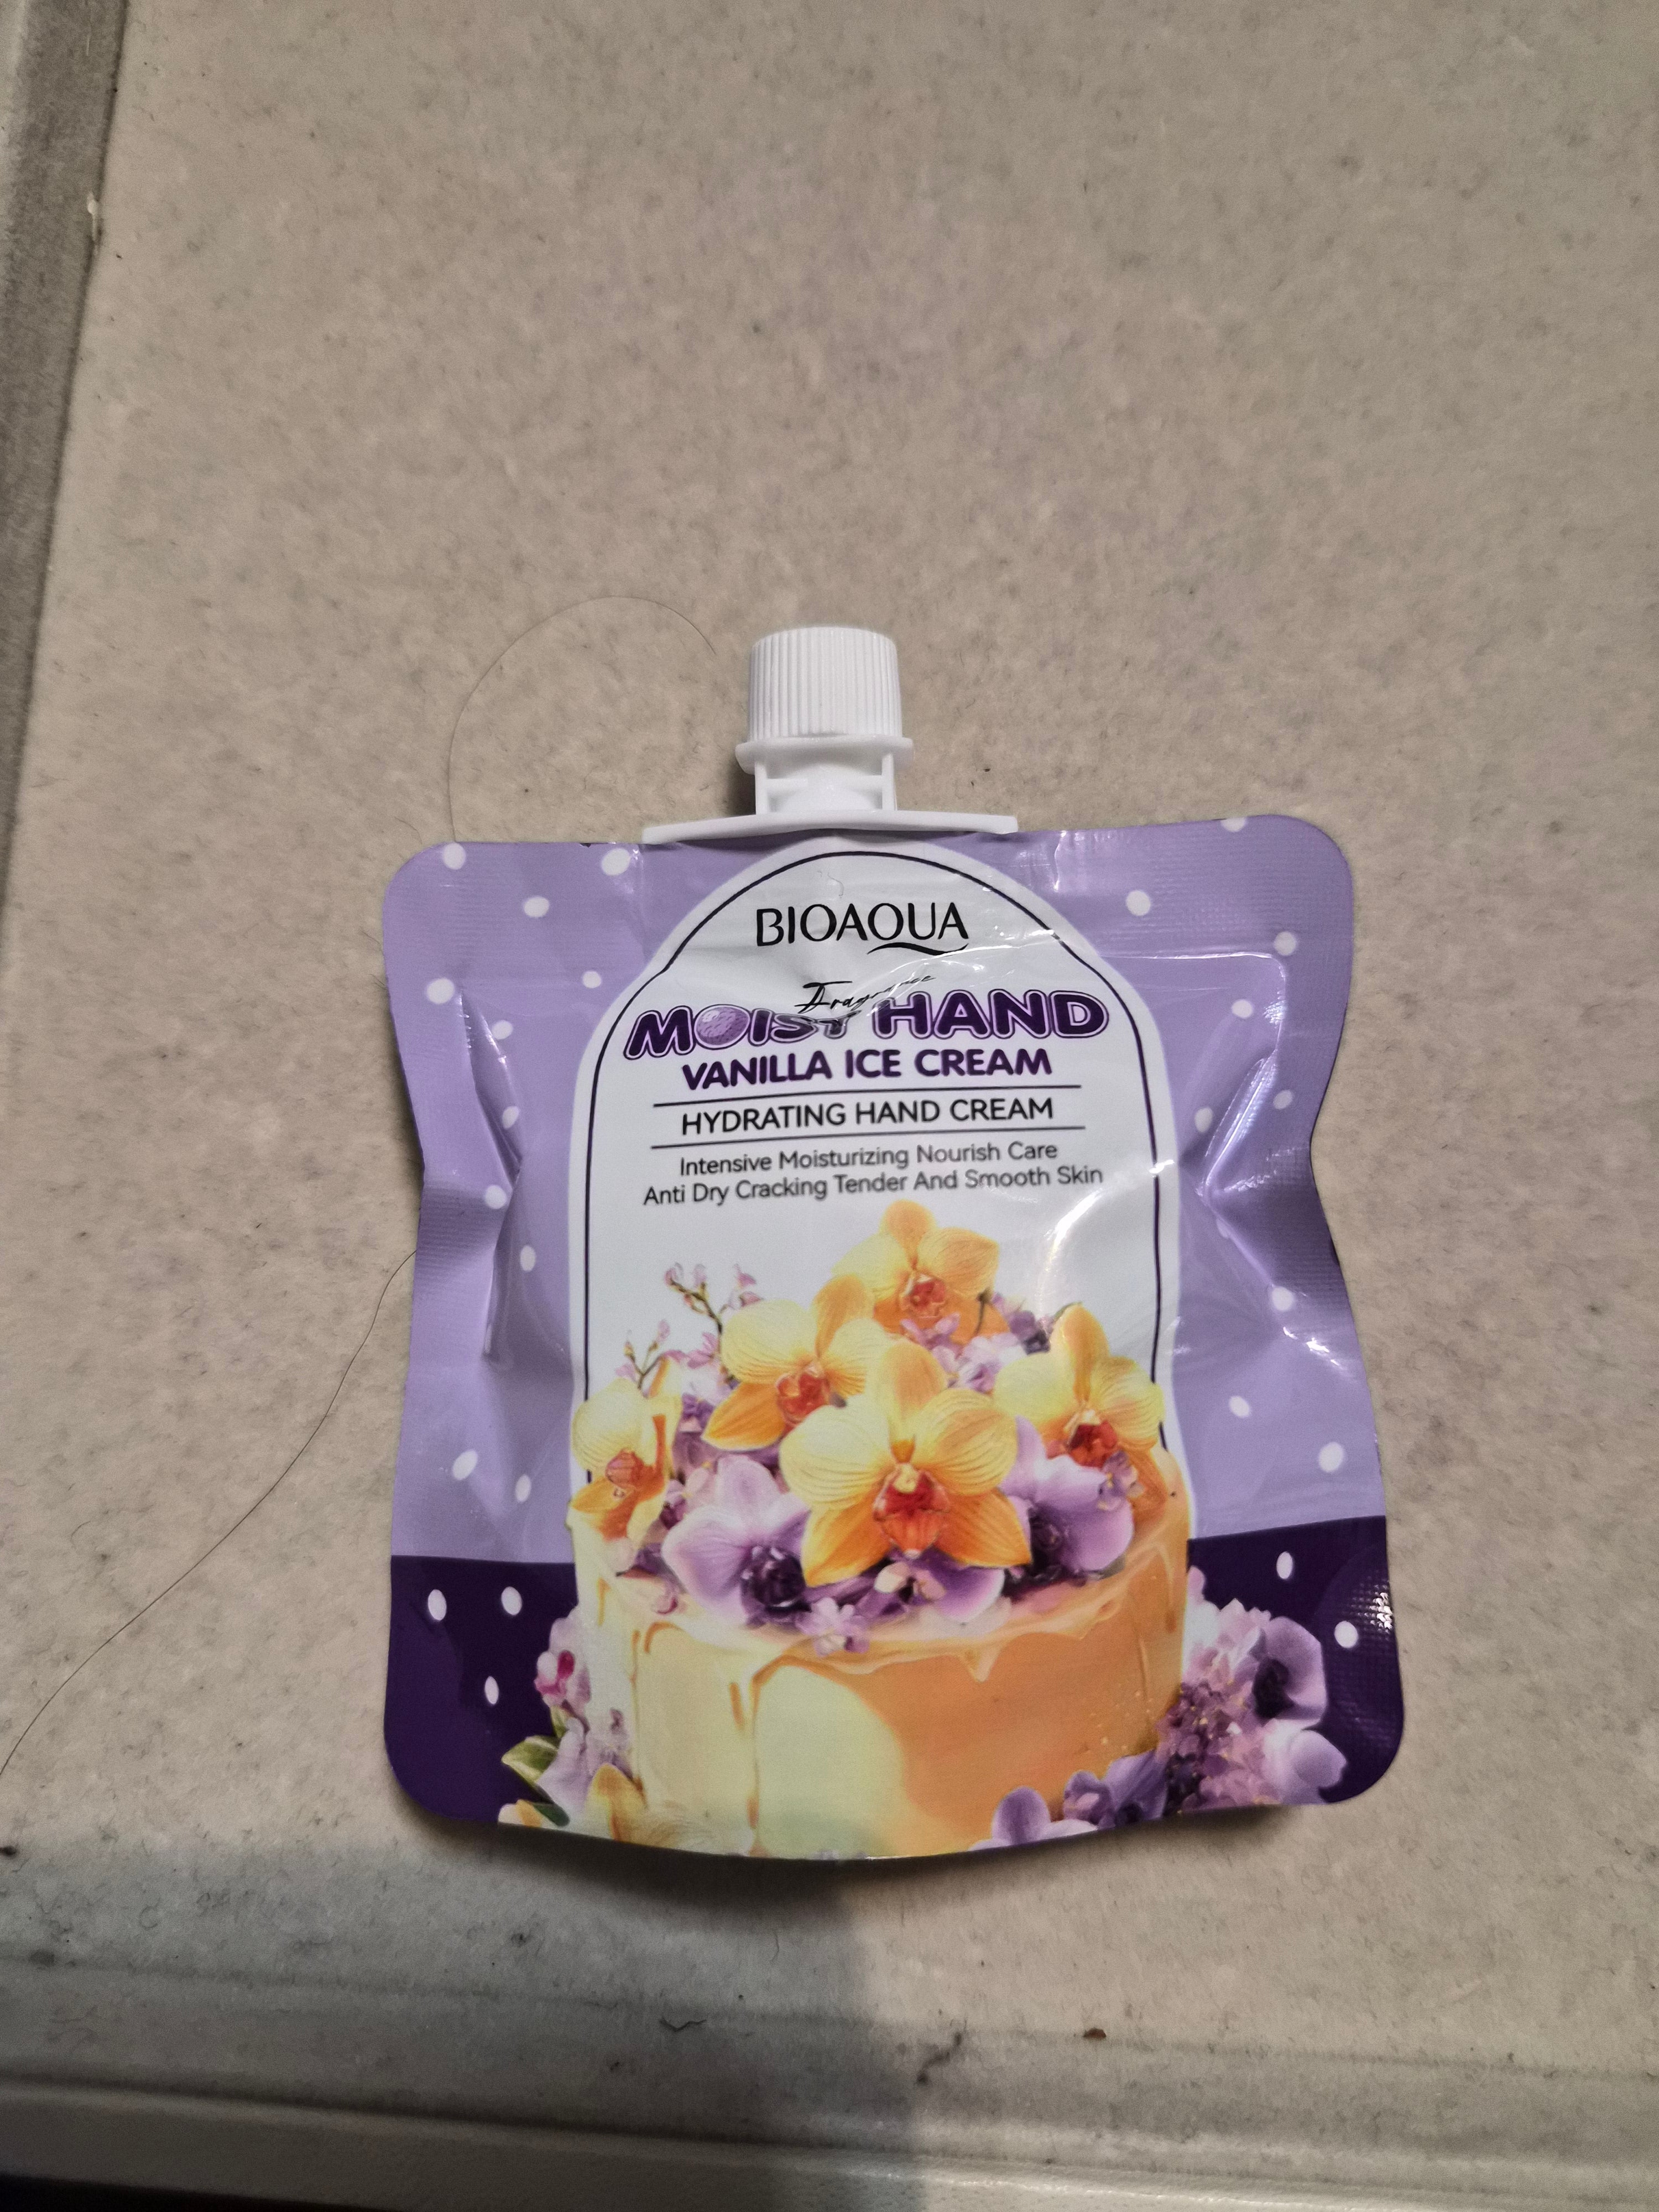 BIOAQUA
Fragrance
MOIST HAND
VANILLA ICE CREAM
HYDRATING HAND CREAM
Intensive Moisturizing Nourish Care
Anti Dry Cracking Tender And Smooth Skin